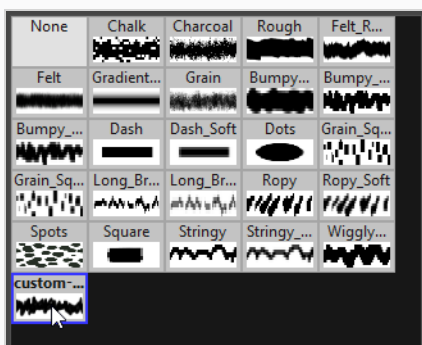 None Chalk Charcoal Rough Felt_R...
Felt Gradient... Grain Bumpy... Bumpy_...
Bumpy_... Dash Dash_Soft Dots Grain_Sq...
Grain_Sq... Long_Br... Long_Br... Ropy Ropy_Soft
Spots Square Stringy Stringy_... Wiggly...
custom-...